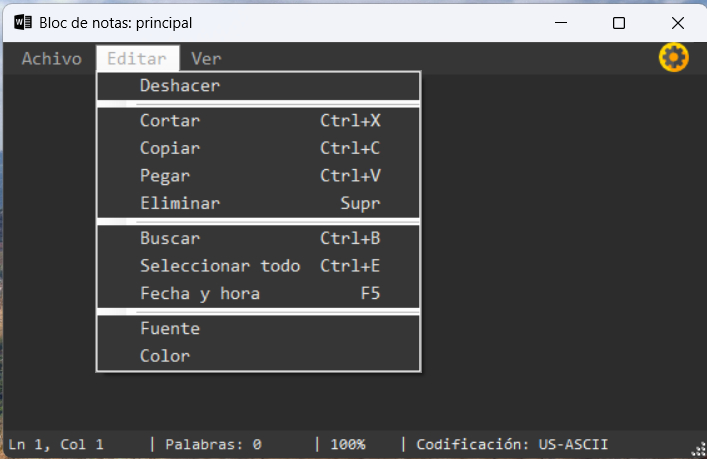 Bloc de notas: principal
Achivo Editar Ver
Deshacer
Cortar Ctrl+X
Copiar Ctrl+C
Pegar Ctrl+V
Eliminar Supr
Buscar Ctrl+B
Seleccionar todo Ctrl+E
Fecha y hora F5
Fuente
Color
Ln 1, Col 1 | Palabras: 0 | 100% | Codificación: US-ASCII